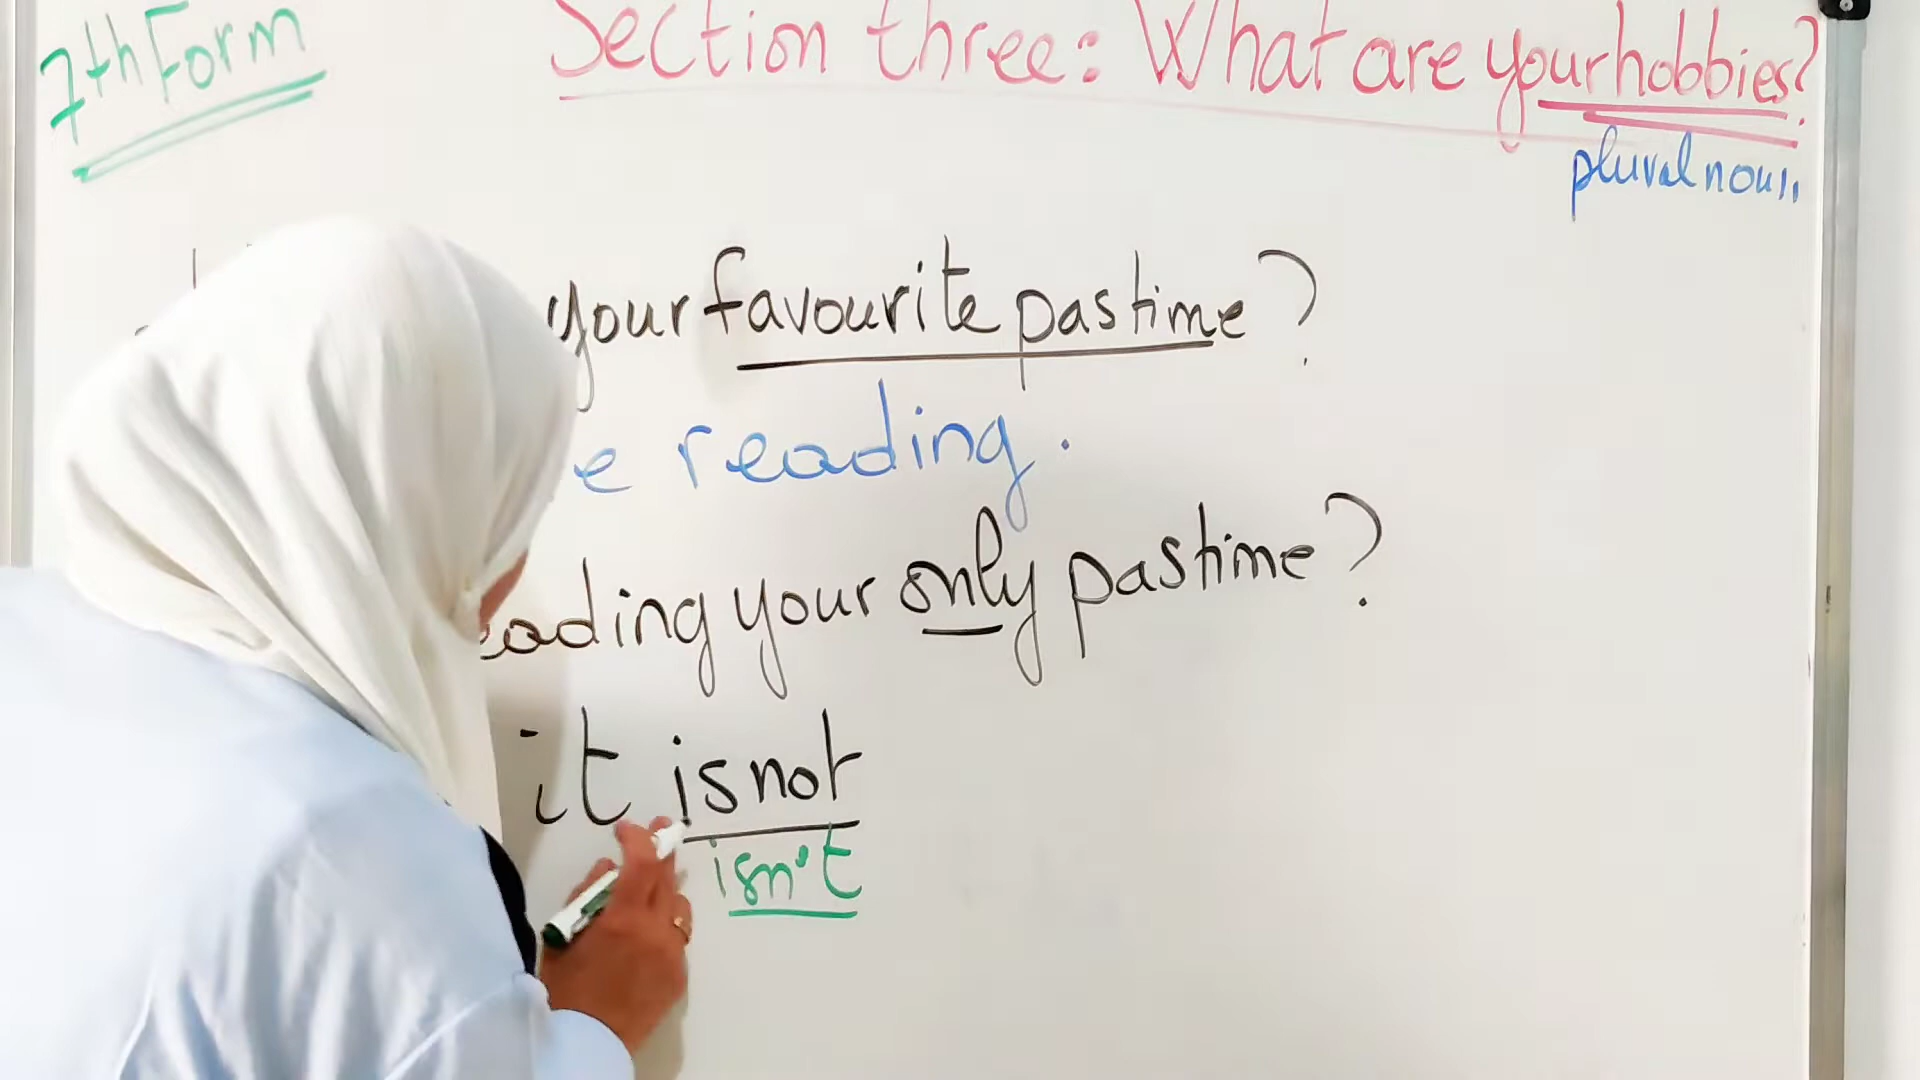 7th Form
Section three: What are your hobbies?
plural noun
your favourite pastime?
reading.
your only pastime?
it is not
isn't